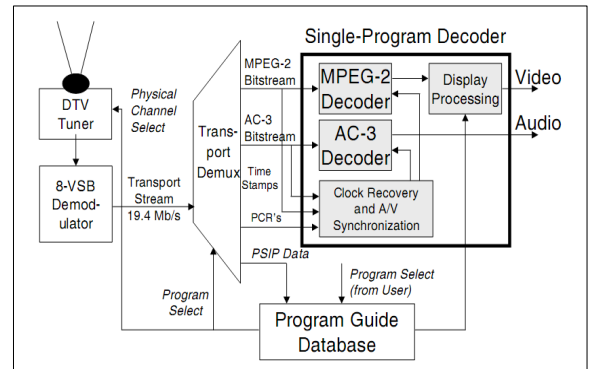 Single-Program Decoder
DTV
Tuner
Physical
Channel
Select
8-VSB
Demod-
ulator
Transport
Stream
19.4 Mb/s
Trans-
port
Demux
MPEG-2
Bitstream
AC-3
Bitstream
Time
Stamps
PCR's
PSIP Data
MPEG-2
Decoder
AC-3
Decoder
Clock Recovery
and A/V
Synchronization
Display
Processing
Video
Audio
Program
Select
Program Select
(from User)
Program Guide
Database